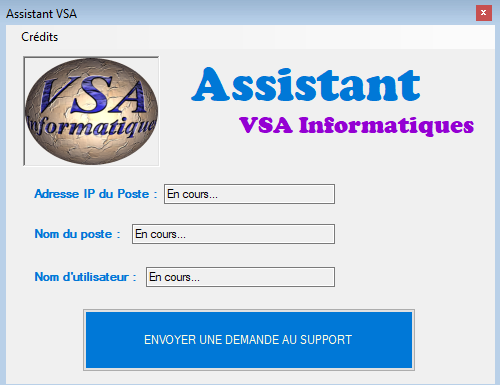 Assistant VSA
x
Crédits
VSA
Informatiques
Assistant
VSA Informatiques
Adresse IP du Poste : En cours...
Nom du poste : En cours...
Nom d'utilisateur : En cours...
ENVOYER UNE DEMANDE AU SUPPORT